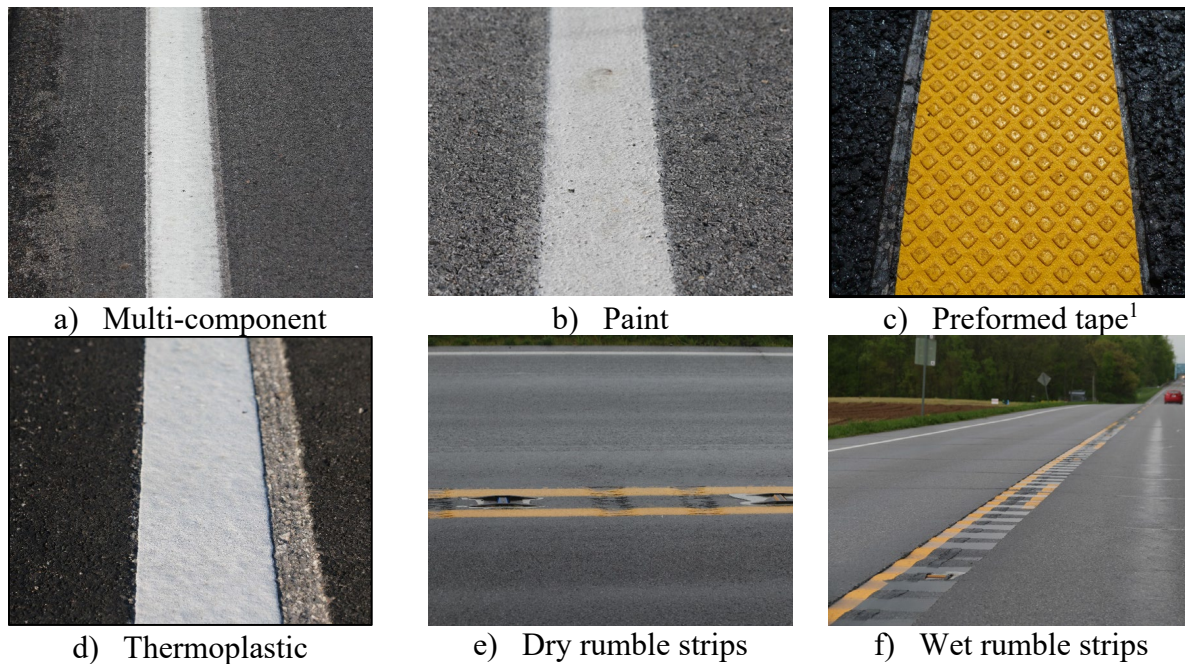 a) Multi-component
b) Paint
c) Preformed tape1
d) Thermoplastic
e) Dry rumble strips
f) Wet rumble strips